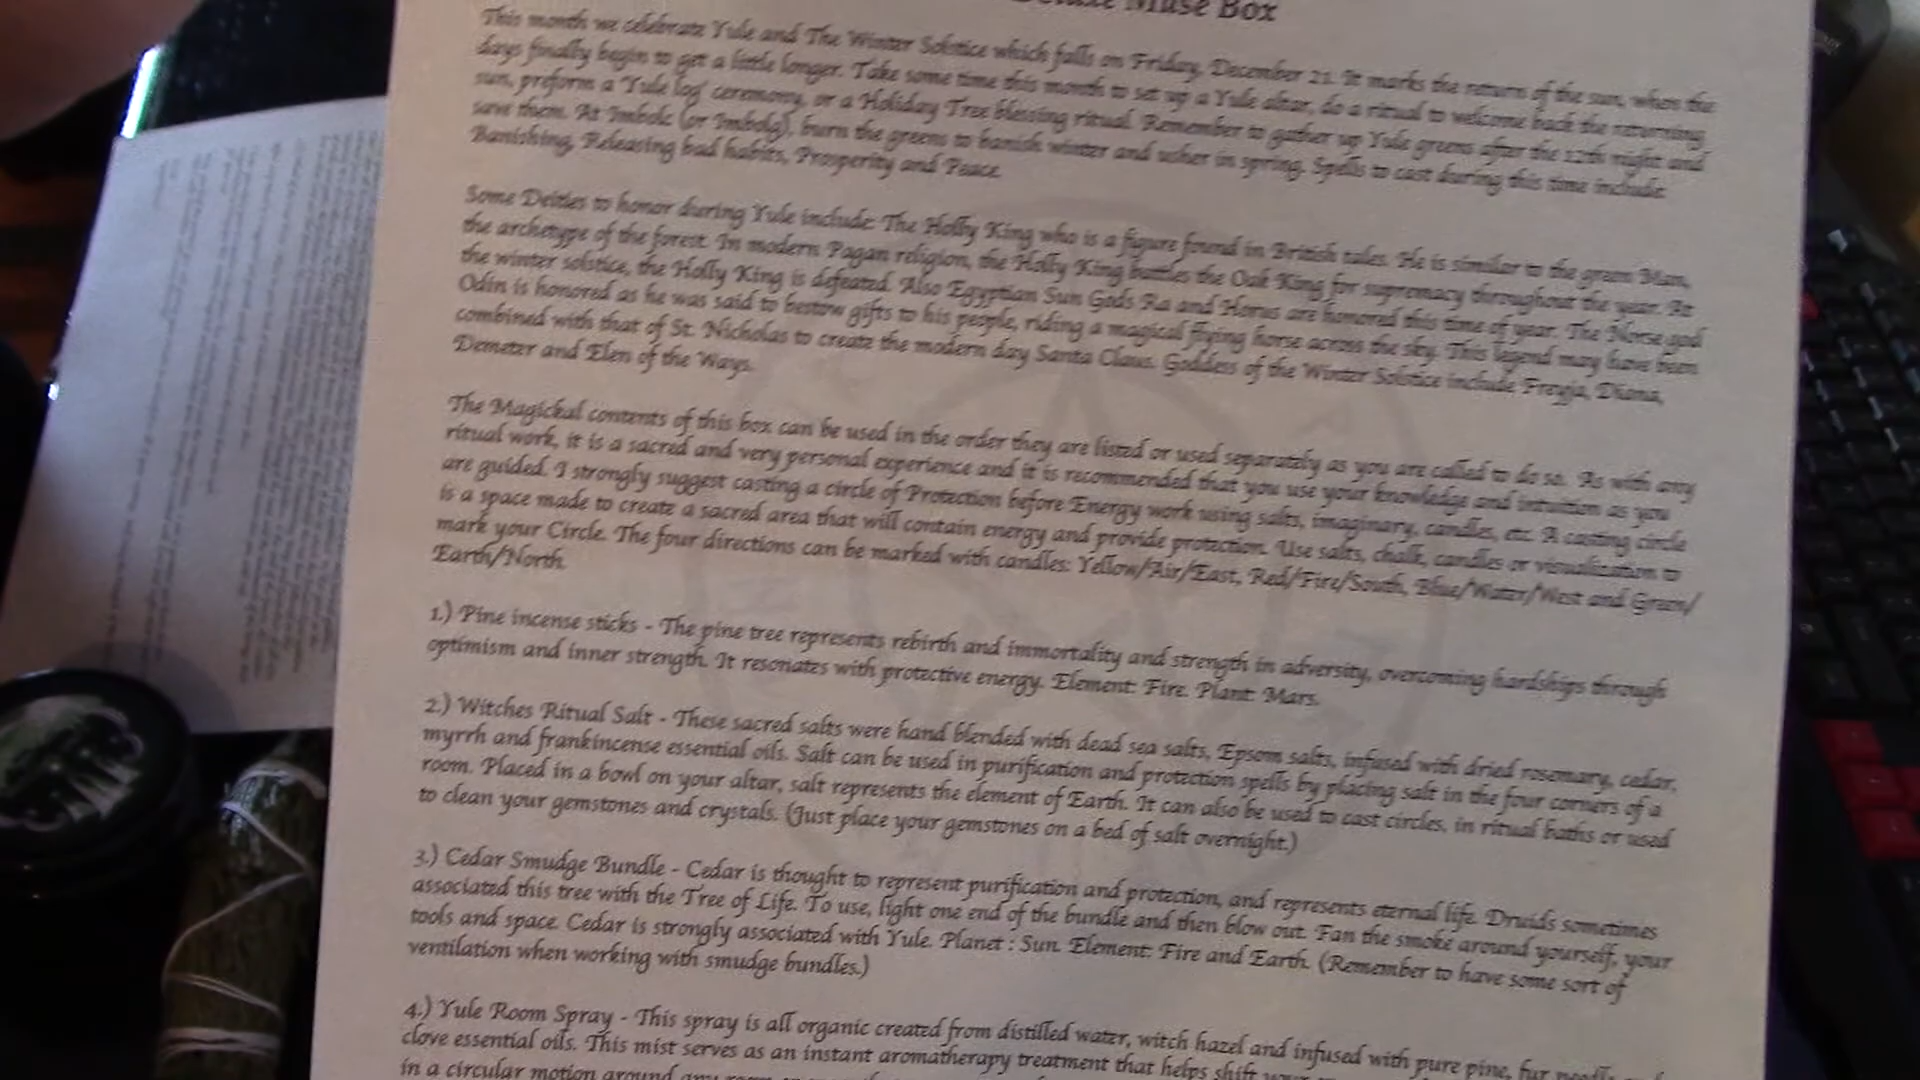 Deluxe Muse Box
This month we celebrate Yule and The Winter Solstice which falls on Friday, December 21. It marks the return of the sun, when the
days finally begin to get a little longer. Take some time this month to set up a Yule altar, do a ritual to welcome back the returning
sun, preform a "Yule log" ceremony, or a Holiday Tree blessing ritual. Remember to gather up Yule greens after the 12th night and
save them. At Imbolc (or Imbolg), burn the greens to banish winter and usher in spring. Spells to cast during this time include:
Banishing, Releasing bad habits, Prosperity and Peace.
Some Deities to honor during Yule include: The Holly King who is a figure found in British tales. He is similar to the green Man,
the archetype of the forest. In modern Pagan religion, the Holly King battles the Oak King for supremacy throughout the year. At
the winter solstice, the Holly King is defeated. Also Egyptian Sun Gods Ra and Horus are honored this time of year. The Norse god
Odin is honored as he was said to bestow gifts to his people, riding a magical flying horse across the sky. This legend may have been
combined with that of St. Nicholas to create the modern day Santa Claus. Goddess of the Winter Solstice include Freyja, Diana,
Demeter and Elen of the Ways.
The Magickal contents of this box can be used in the order they are listed or used separately as you are called to do so. As with any
ritual work, it is a sacred and very personal experience and it is recommended that you use your knowledge and intuition as you
are guided. I strongly suggest casting a circle of Protection before Energy work using salts, imaginary, candles, etc. A casting circle
is a space made to create a sacred area that will contain energy and provide protection. Use salts, chalk, candles or visualization to
mark your Circle. The four directions can be marked with candles: Yellow/Air/East, Red/Fire/South, Blue/Water/West and Green/
Earth/North.
1.) Pine incense sticks - The pine tree represents rebirth and immortality and strength in adversity, overcoming hardships through
optimism and inner strength. It resonates with protective energy. Element: Fire. Plant: Mars.
2.) Witches Ritual Salt - These sacred salts were hand blended with dead sea salts, Epsom salts, infused with dried rosemary, cedar,
myrrh and frankincense essential oils. Salt can be used in purification and protection spells by placing salt in the four corners of a
room. Placed in a bowl on your altar, salt represents the element of Earth. It can also be used to cast circles, in ritual baths or used
to clean your gemstones and crystals. (Just place your gemstones on a bed of salt overnight.)
3.) Cedar Smudge Bundle - Cedar is thought to represent purification and protection, and represents eternal life. Druids sometimes
associated this tree with the Tree of Life. To use, light one end of the bundle and then blow out. Fan the smoke around yourself, your
tools and space. Cedar is strongly associated with Yule. Planet : Sun. Element: Fire and Earth. (Remember to have some sort of
ventilation when working with smudge bundles.)
4.) Yule Room Spray - This spray is all organic created from distilled water, witch hazel and infused with pure pine, fur needle
clove essential oils. This mist serves as an instant aromatherapy treatment that helps shift your
in a circular motion around any room